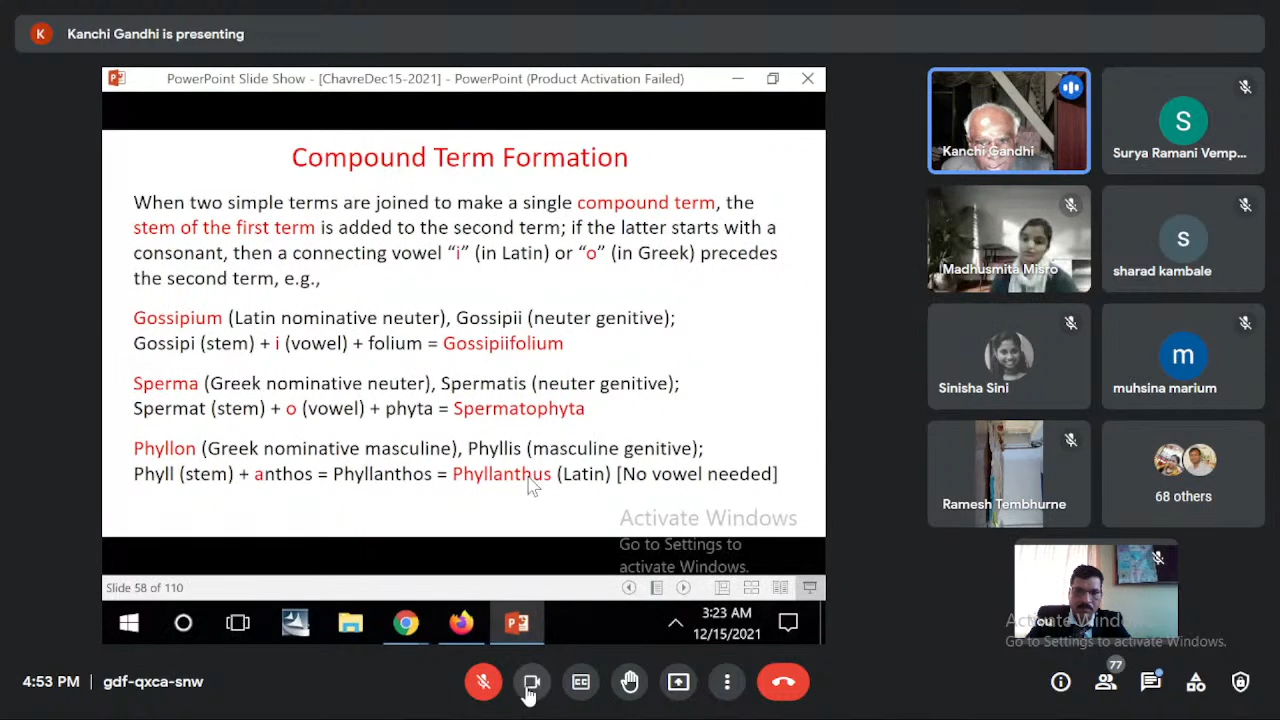 K Kanchi Gandhi is presenting
PowerPoint Slide Show - [ChavreDec15-2021] - PowerPoint (Product Activation Failed)
Compound Term Formation
When two simple terms are joined to make a single compound term, the
stem of the first term is added to the second term; if the latter starts with a
consonant, then a connecting vowel “i” (in Latin) or “o” (in Greek) precedes
the second term, e.g.,
Gossipium (Latin nominative neuter), Gossipii (neuter genitive);
Gossipi (stem) + i (vowel) + folium = Gossipiifolium
Sperma (Greek nominative neuter), Spermatis (neuter genitive);
Spermat (stem) + o (vowel) + phyta = Spermatophyta
Phyllon (Greek nominative masculine), Phyllis (masculine genitive);
Phyll (stem) + anthos = Phyllanthos = Phyllanthus (Latin) [No vowel needed]
Activate Windows
Go to Settings to
activate Windows.
Slide 58 of 110
3:23 AM
12/15/2021
Kanchi Gandhi
S
Surya Ramani Vemp...
Madhusmita Misro
s
sharad kambale
Sinisha Sini
m
muhsina marium
Ramesh Tembhurne
68 others
You
Activate Windows
Go to Settings to activate Windows.
4:53 PM | gdf-qxca-snw
CC
77